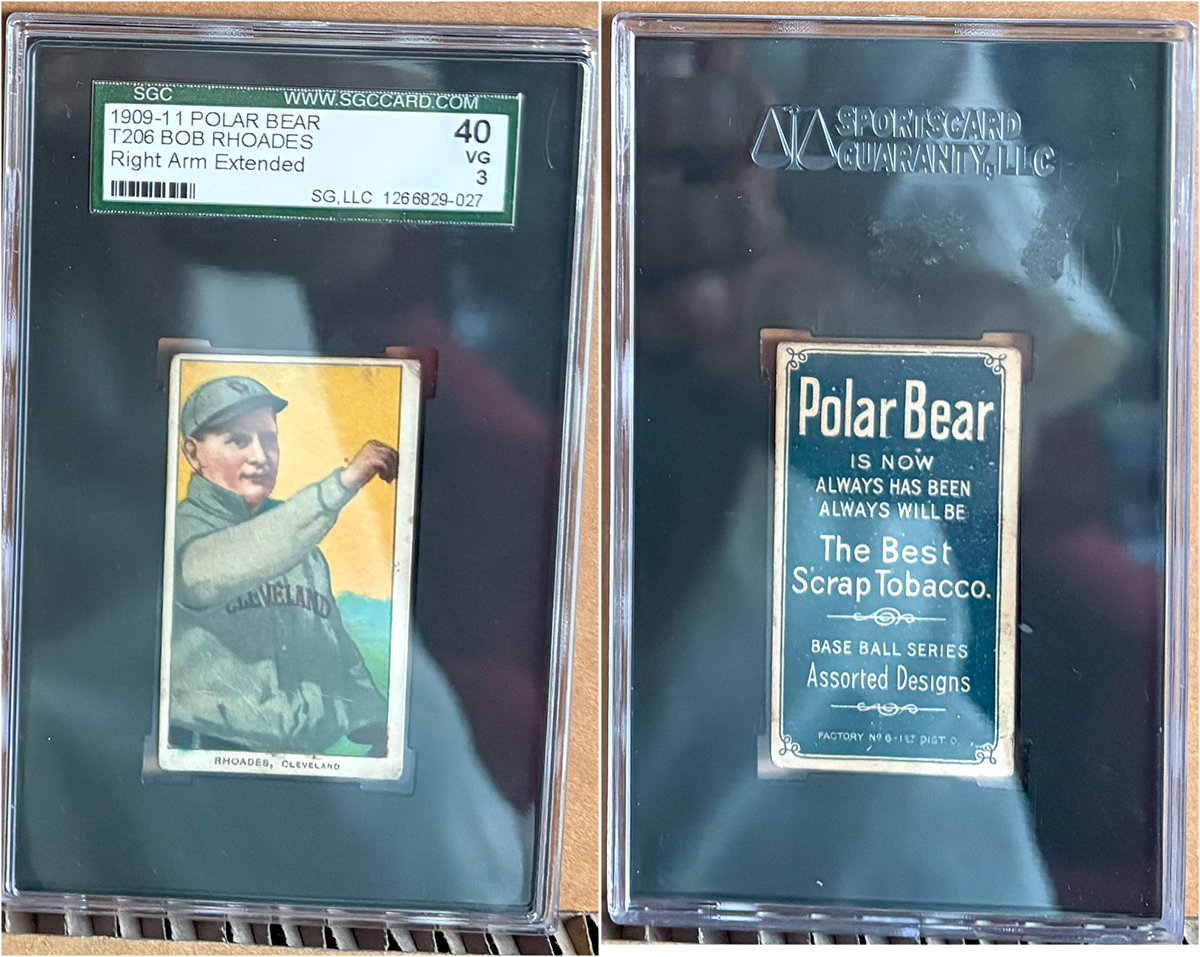 SGC WWW.SGCCARD.COM
1909-11 POLAR BEAR
T206 BOB RHOADES
Right Arm Extended
40
VG
3
SG, LLC 1266829-027
CLEVELAND
RHOADES, CLEVELAND
SPORTSCARD
GUARANTY, LLC
Polar Bear
IS NOW
ALWAYS HAS BEEN
ALWAYS WILL BE
The Best
Scrap Tobacco.
BASE BALL SERIES
Assorted Designs
FACTORY Nº 6-1ST DIST. O.